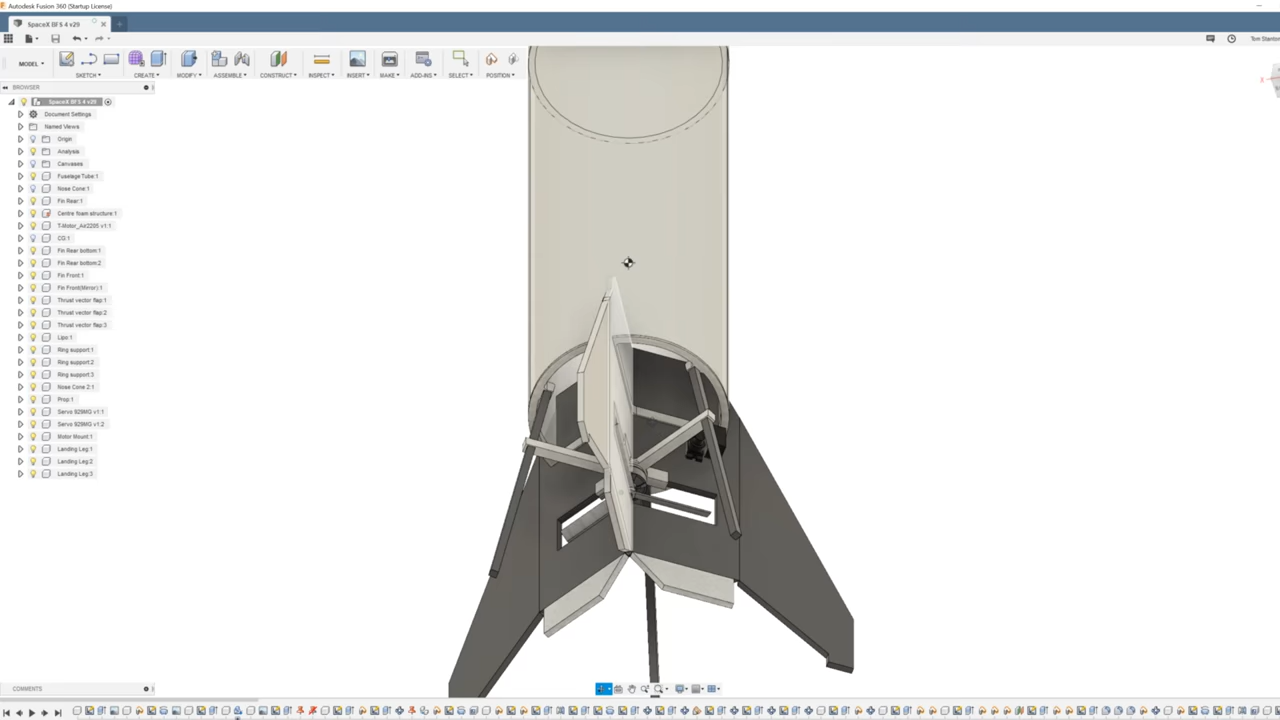 Autodesk Fusion 360 (Startup License)
SpaceX BFS 4 v29
MODEL
SKETCH
CREATE
MODIFY
ASSEMBLE
CONSTRUCT
INSPECT
INSERT
MAKE
ADD-INS
SELECT
POSITION
BROWSER
SpaceX BFS 4 v29
Document Settings
Named Views
Origin
Analysis
Canvases
Fuselage Tube:1
Nose Cone:1
Fin Rear:1
Centre foam structure:1
T-Motor_Air2205 v1:1
CG:1
Fin Rear bottom:1
Fin Rear bottom:2
Fin Front:1
Fin Front(Mirror):1
Thrust vector flap:1
Thrust vector flap:2
Thrust vector flap:3
Lipo:1
Ring support:1
Ring support:2
Ring support:3
Nose Cone 2:1
Prop:1
Servo 929MG v1:1
Servo 929MG v1:2
Motor Mount:1
Landing Leg:1
Landing Leg:2
Landing Leg:3
COMMENTS